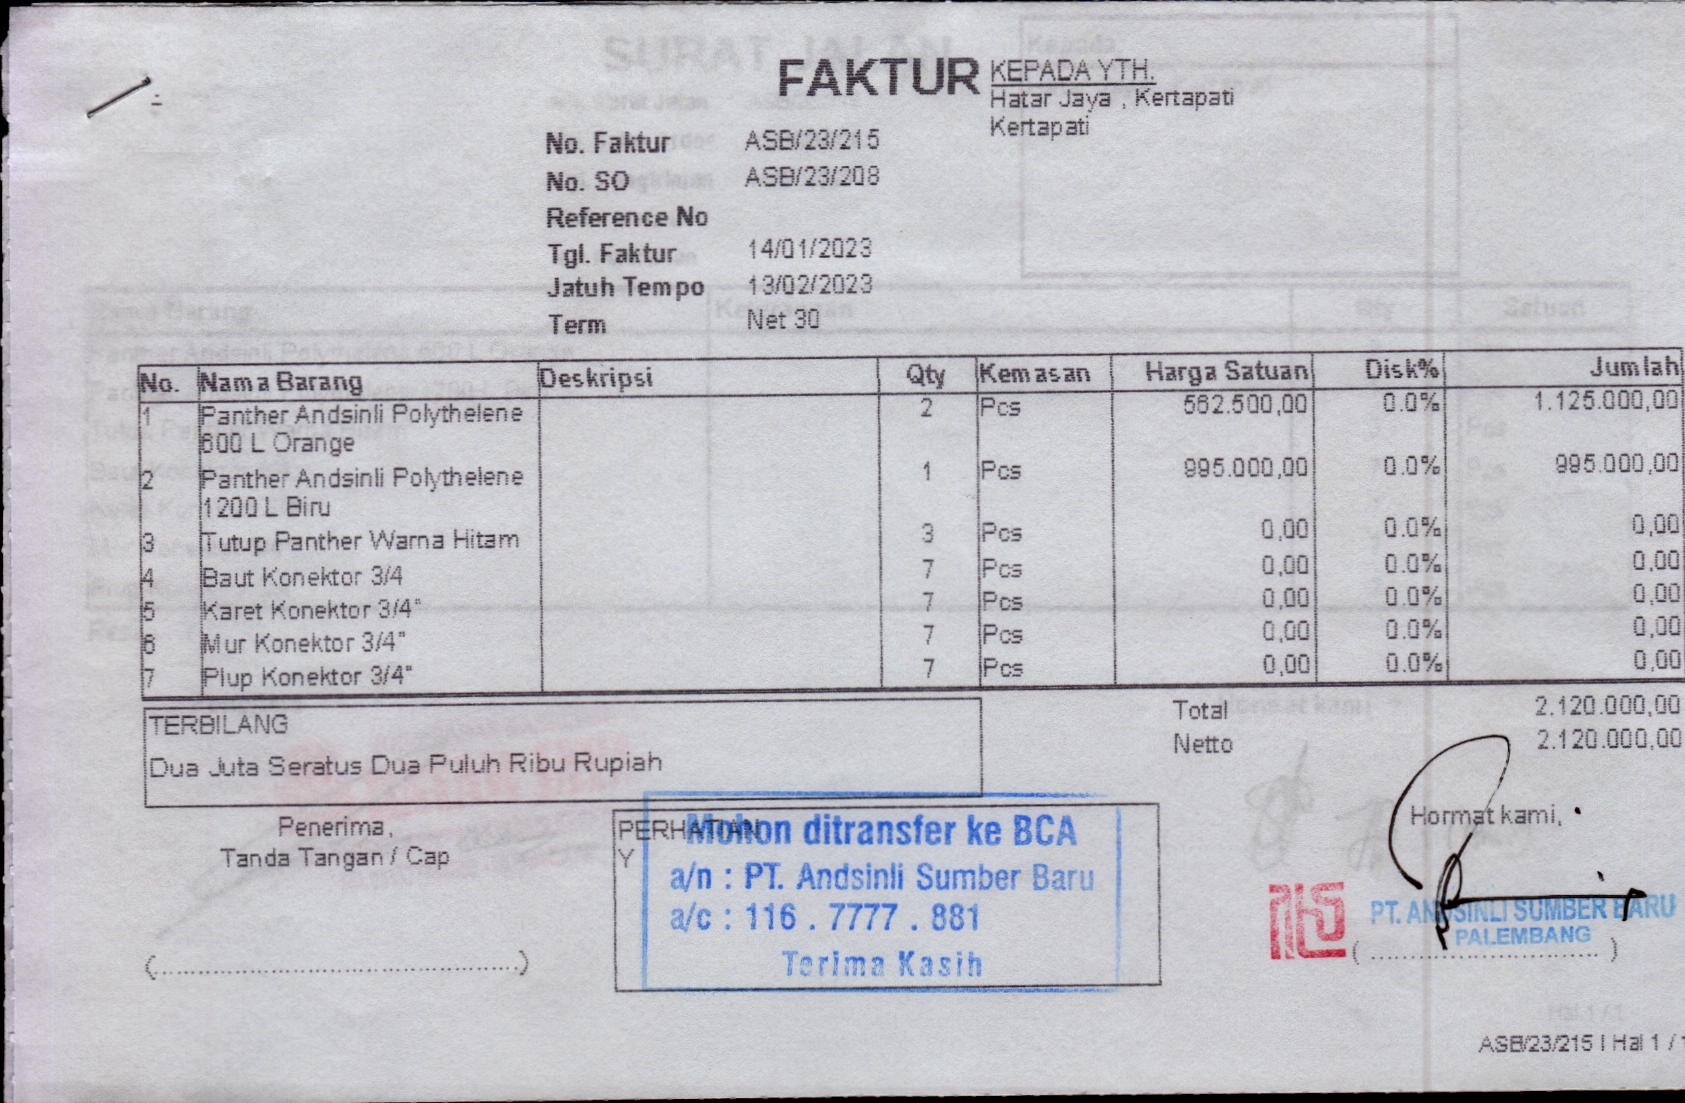 FAKTUR
KEPADA YTH.
Hatar Jaya , Kertapati
Kertapati
No. Faktur ASB/23/215
No. SO ASB/23/208
Reference No
Tgl. Faktur 14/01/2023
Jatuh Tempo 13/02/2023
Term Net 30
No. Nama Barang Deskripsi Qty Kemasan Harga Satuan Disk% Jumlah
1 Panther Andsinli Polythelene 2 Pcs 562.500,00 0.0% 1.125.000,00
600 L Orange
2 Panther Andsinli Polythelene 1 Pcs 995.000,00 0.0% 995.000,00
1200 L Biru
3 Tutup Panther Warna Hitam 3 Pcs 0,00 0.0% 0,00
4 Baut Konektor 3/4 7 Pcs 0,00 0.0% 0,00
5 Karet Konektor 3/4" 7 Pcs 0,00 0.0% 0,00
6 Mur Konektor 3/4" 7 Pcs 0,00 0.0% 0,00
7 Plup Konektor 3/4" 7 Pcs 0,00 0.0% 0,00
TERBILANG
Dua Juta Seratus Dua Puluh Ribu Rupiah
Total 2.120.000,00
Netto 2.120.000,00
Penerima,
Tanda Tangan / Cap
(................................................)
PERHATIAN
Y
Mohon ditransfer ke BCA
a/n : PT. Andsinli Sumber Baru
a/c : 116 . 7777 . 881
Terima Kasih
Hormat kami,
PT. ANDSINLI SUMBER BARU
PALEMBANG
(..............................)
ASB/23/215 | Hal 1 / 1